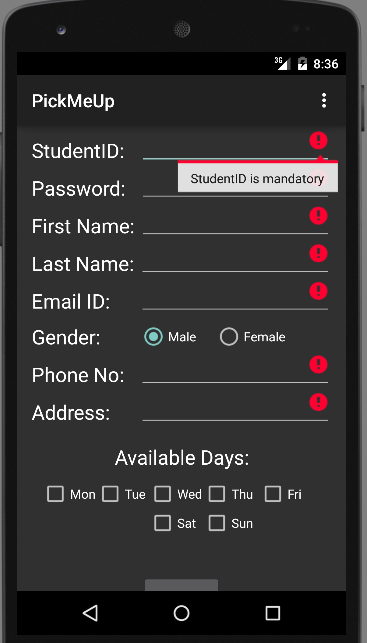 3G 8:36
PickMeUp
StudentID:
StudentID is mandatory
Password:
First Name:
Last Name:
Email ID:
Gender: Male Female
Phone No:
Address:
Available Days:
Mon Tue Wed Thu Fri
Sat Sun